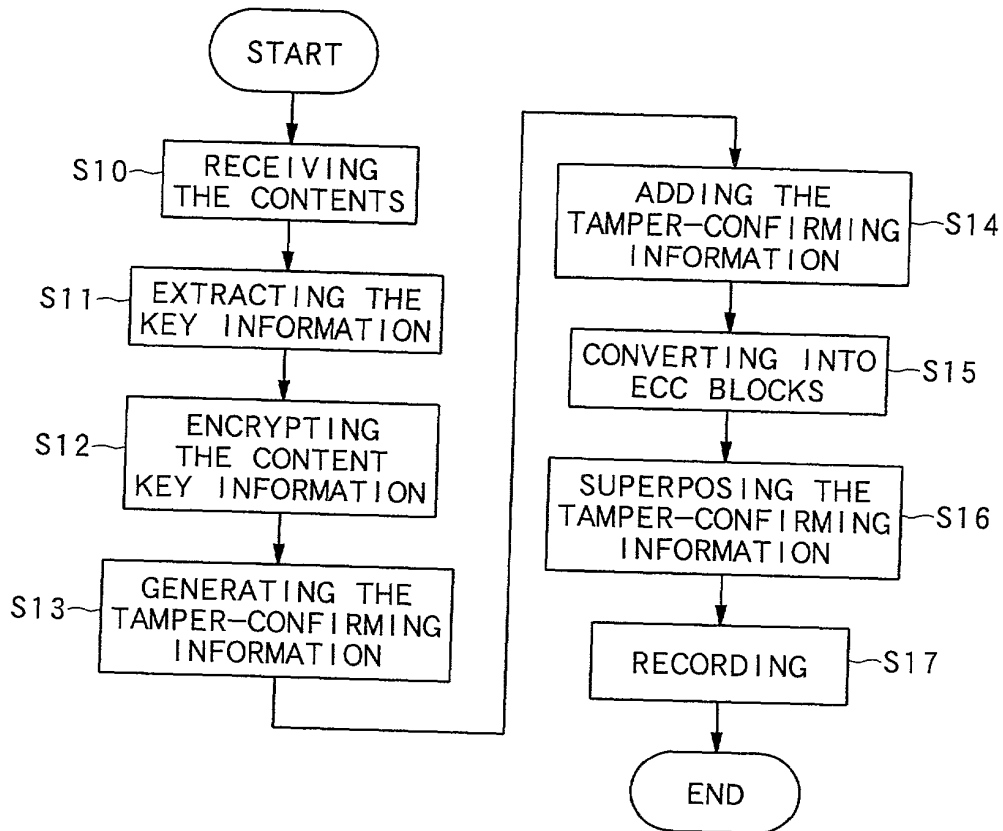 START
S10
RECEIVING
THE CONTENTS
S11
EXTRACTING THE
KEY INFORMATION
S12
ENCRYPTING
THE CONTENT
KEY INFORMATION
S13
GENERATING THE
TAMPER-CONFIRMING
INFORMATION
ADDING THE
TAMPER-CONFIRMING
INFORMATION
S14
CONVERTING INTO
ECC BLOCKS
S15
SUPERPOSING THE
TAMPER-CONFIRMING
INFORMATION
S16
RECORDING
S17
END